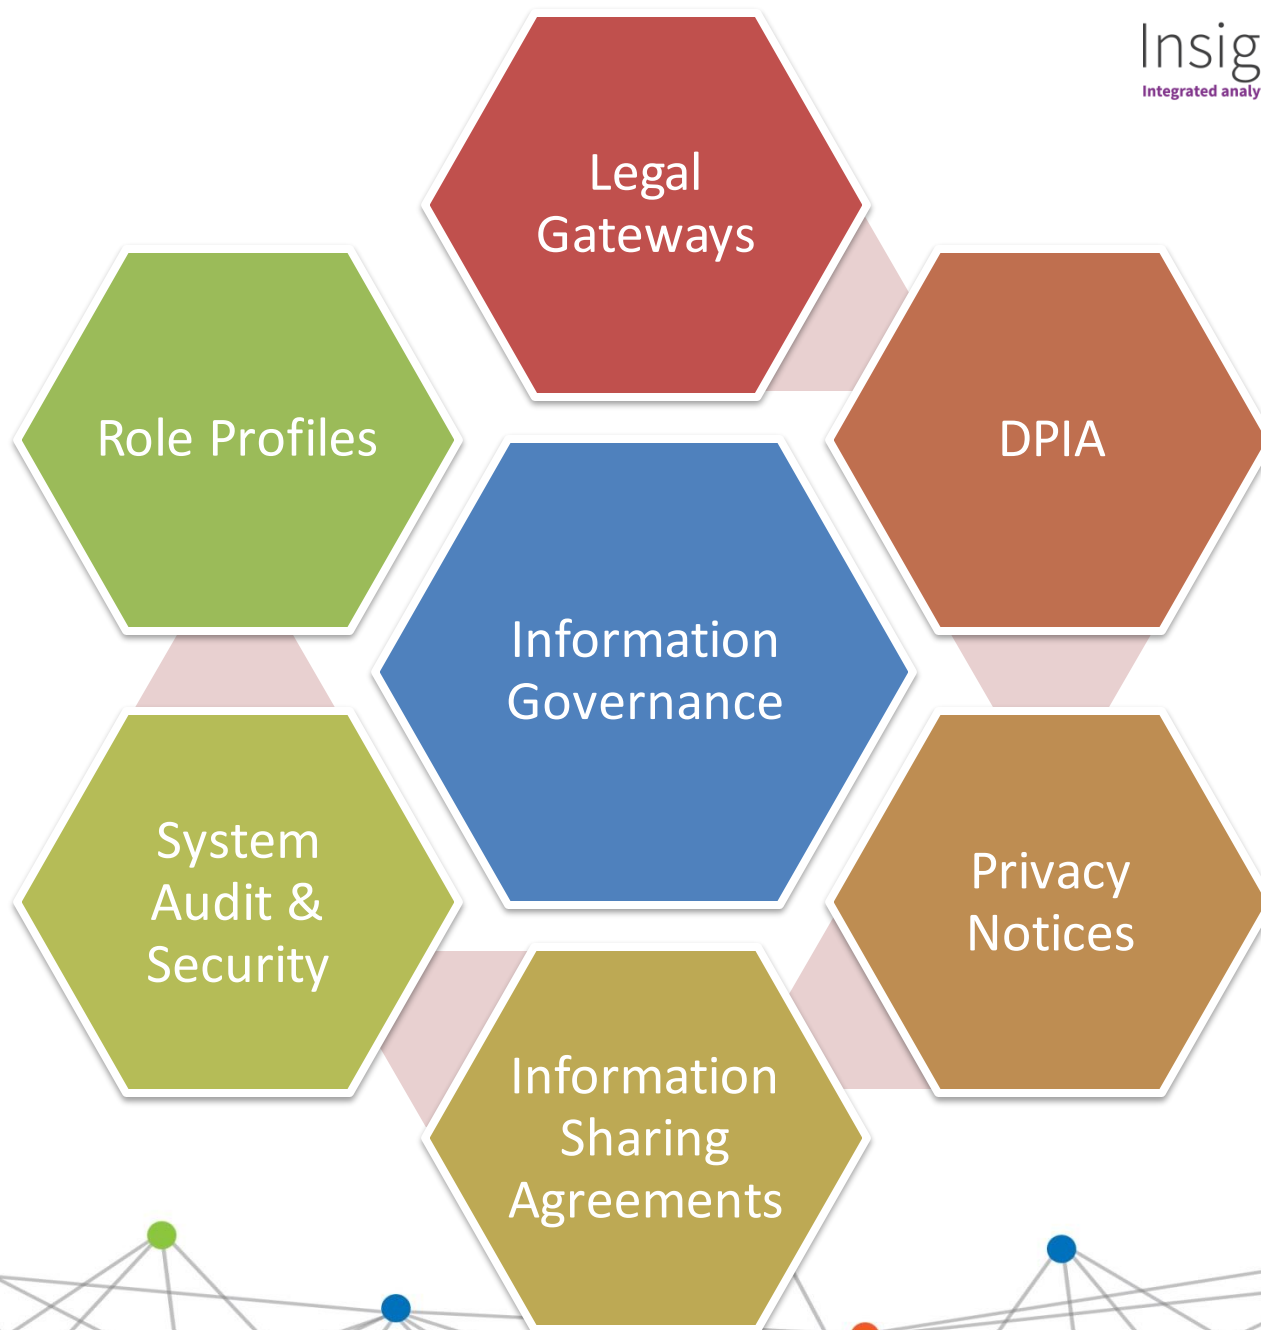 Insig
Integrated analy
Legal
Gateways
Role Profiles
DPIA
Information
Governance
System
Audit &
Security
Privacy
Notices
Information
Sharing
Agreements